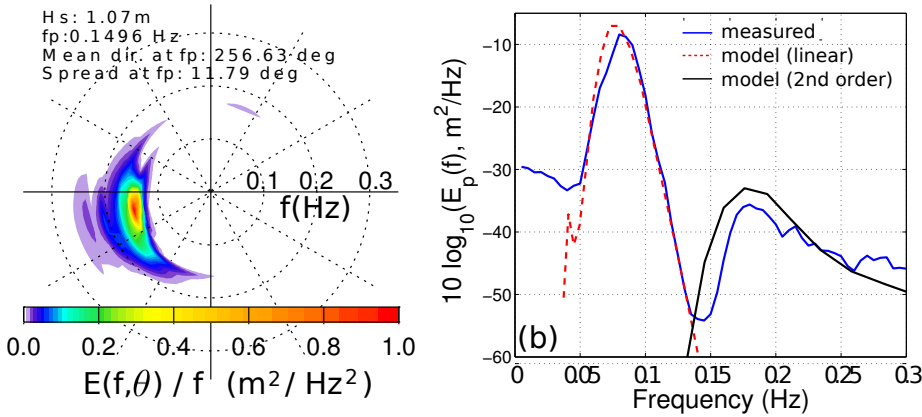 Hs: 1.07m
fp:0.1496 Hz
Mean dir. at fp: 256.63 deg
Spread at fp: 11.79 deg
0.1 0.2 0.3
f(Hz)
0.0 0.2 0.4 0.6 0.8 1.0
E(f,θ) / f (m²/ Hz²)
measured
model (linear)
model (2nd order)
−10
−20
−30
−40
−50
−60
10 log₁₀(Eₚ(f), m²/Hz)
(b)
0 0.05 0.1 0.15 0.2 0.25 0.3
Frequency (Hz)